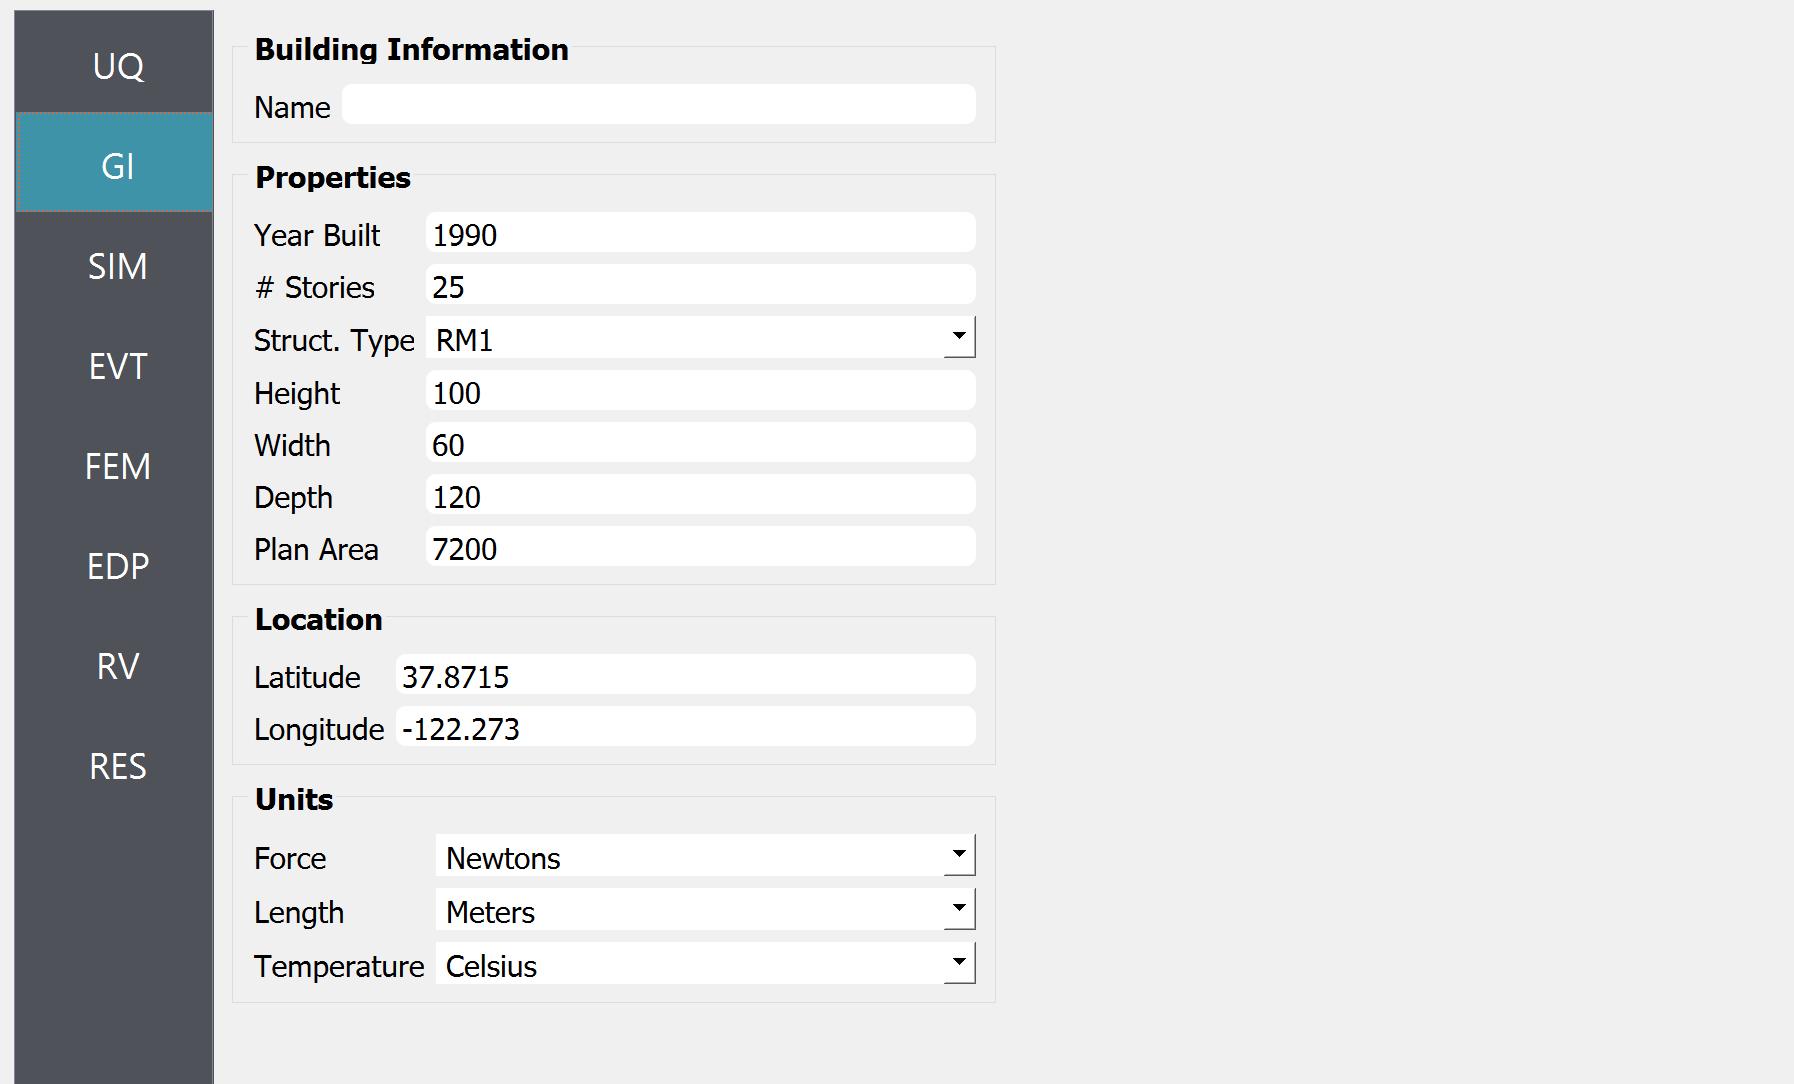 UQ
GI
SIM
EVT
FEM
EDP
RV
RES
Building Information
Name
Properties
Year Built 1990
# Stories 25
Struct. Type RM1
Height 100
Width 60
Depth 120
Plan Area 7200
Location
Latitude 37.8715
Longitude -122.273
Units
Force Newtons
Length Meters
Temperature Celsius